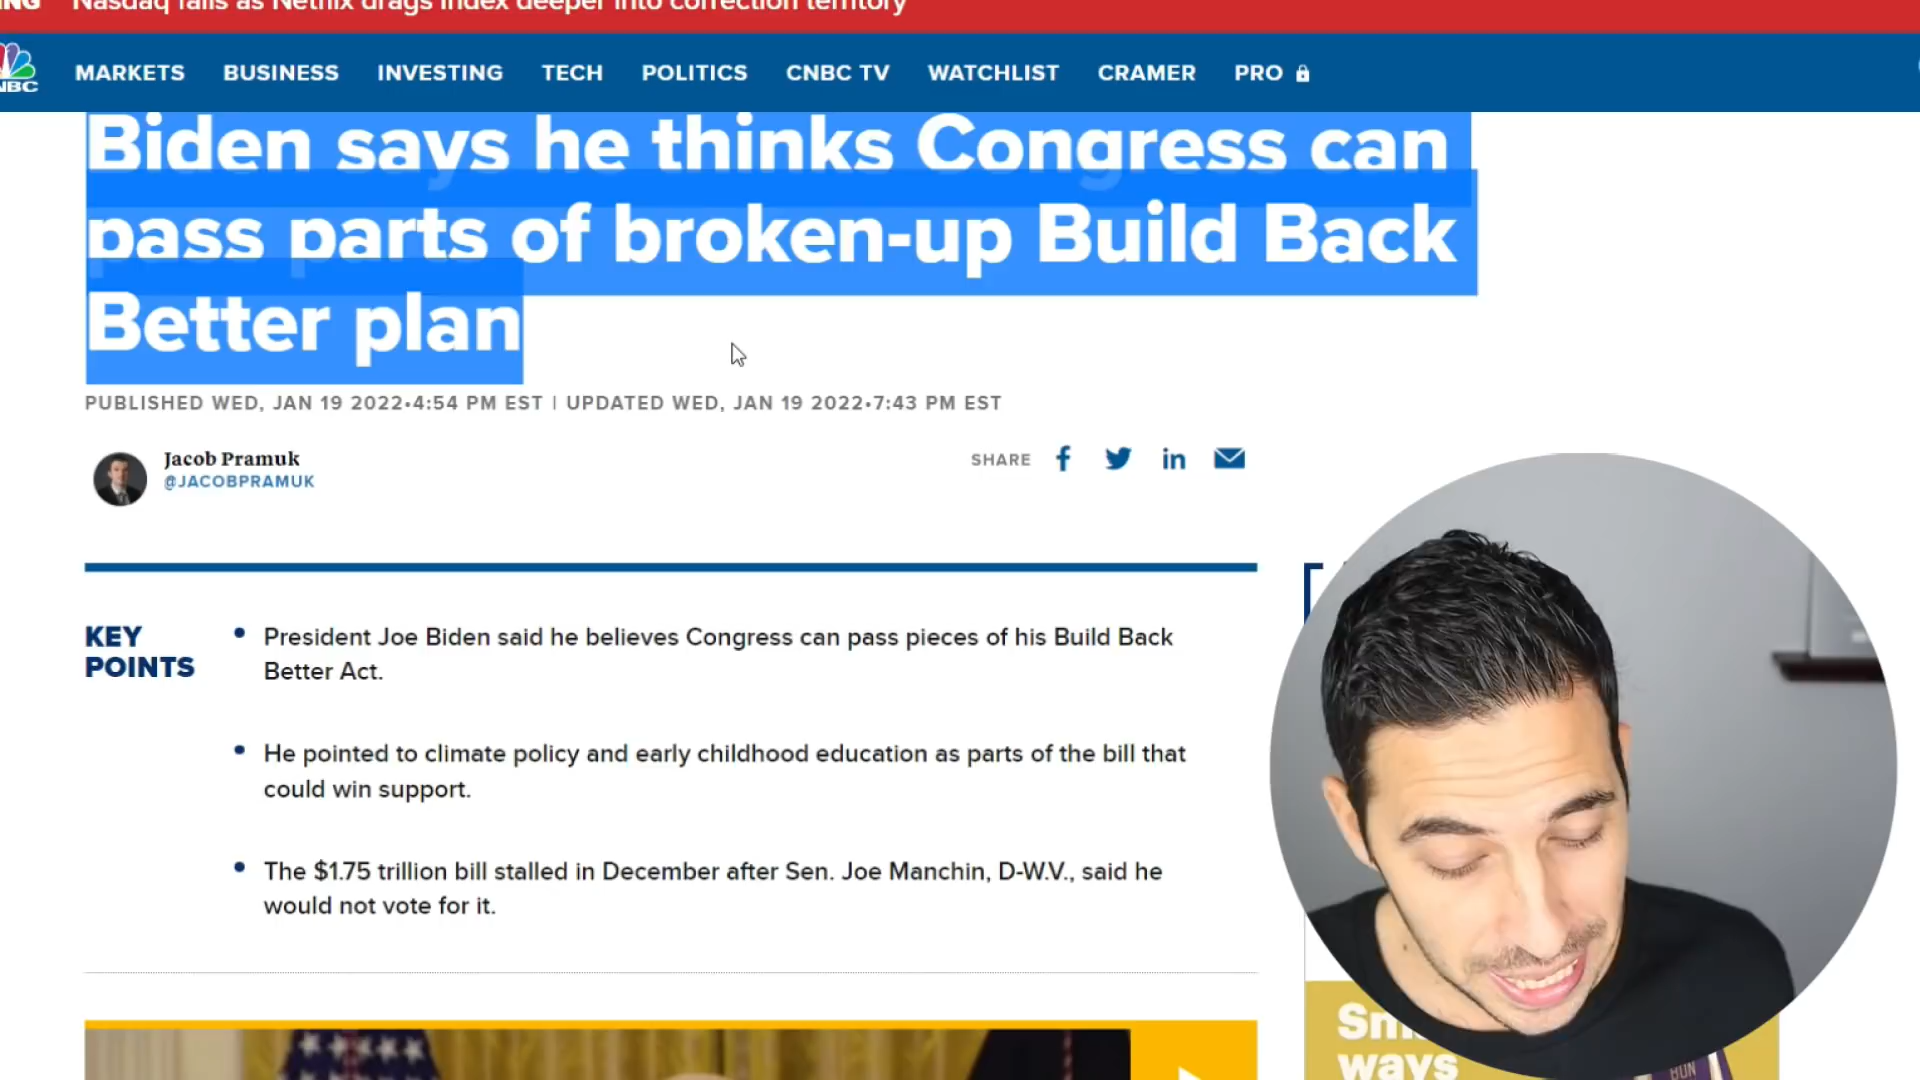 Nasdaq falls as Netflix drags index deeper into correction territory
MARKETS BUSINESS INVESTING TECH POLITICS CNBC TV WATCHLIST CRAMER PRO
Biden says he thinks Congress can
pass parts of broken-up Build Back
Better plan
PUBLISHED WED, JAN 19 2022•4:54 PM EST | UPDATED WED, JAN 19 2022•7:43 PM EST
Jacob Pramuk
@JACOBPRAMUK
SHARE
KEY
POINTS
President Joe Biden said he believes Congress can pass pieces of his Build Back
Better Act.
He pointed to climate policy and early childhood education as parts of the bill that
could win support.
The $1.75 trillion bill stalled in December after Sen. Joe Manchin, D-W.V., said he
would not vote for it.
ways